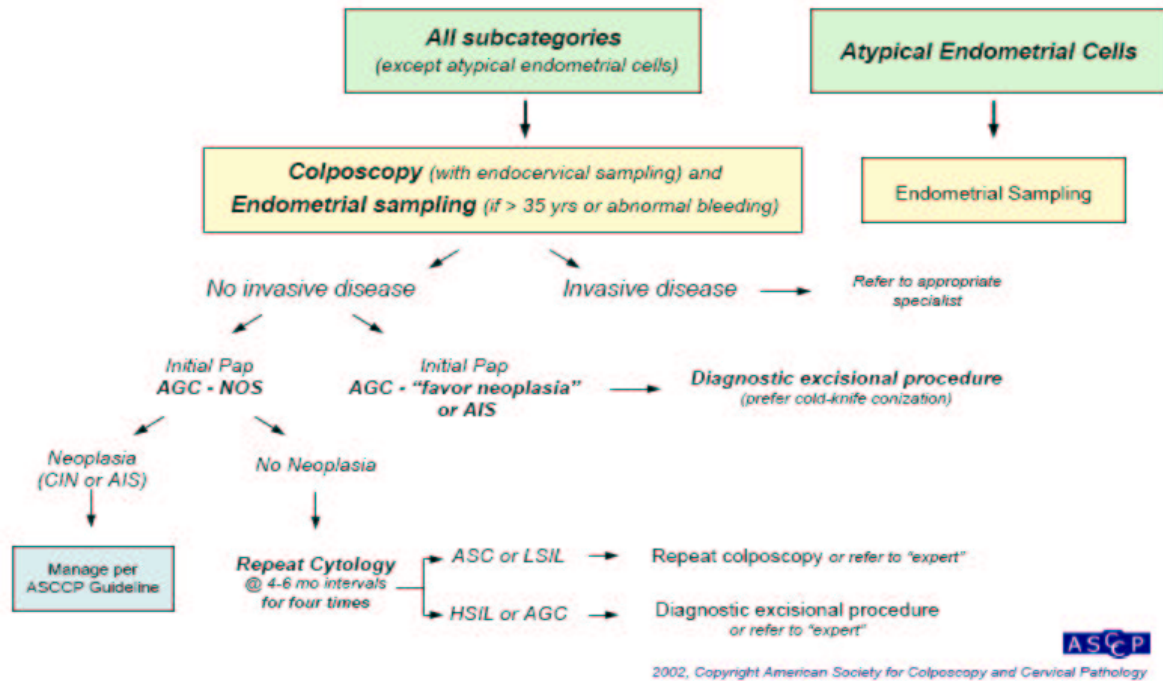 All subcategories
(except atypical endometrial cells)
Atypical Endometrial Cells
Colposcopy (with endocervical sampling) and
Endometrial sampling (if > 35 yrs or abnormal bleeding)
Endometrial Sampling
No invasive disease
Invasive disease
Refer to appropriate
specialist
Initial Pap
AGC - NOS
Initial Pap
AGC - “favor neoplasia”
or AIS
Diagnostic excisional procedure
(prefer cold-knife conization)
Neoplasia
(CIN or AIS)
No Neoplasia
Manage per
ASCCP Guideline
Repeat Cytology
@ 4-6 mo intervals
for four times
ASC or LSIL
Repeat colposcopy or refer to “expert”
HSIL or AGC
Diagnostic excisional procedure
or refer to “expert”
ASCCP
2002, Copyright American Society for Colposcopy and Cervical Pathology